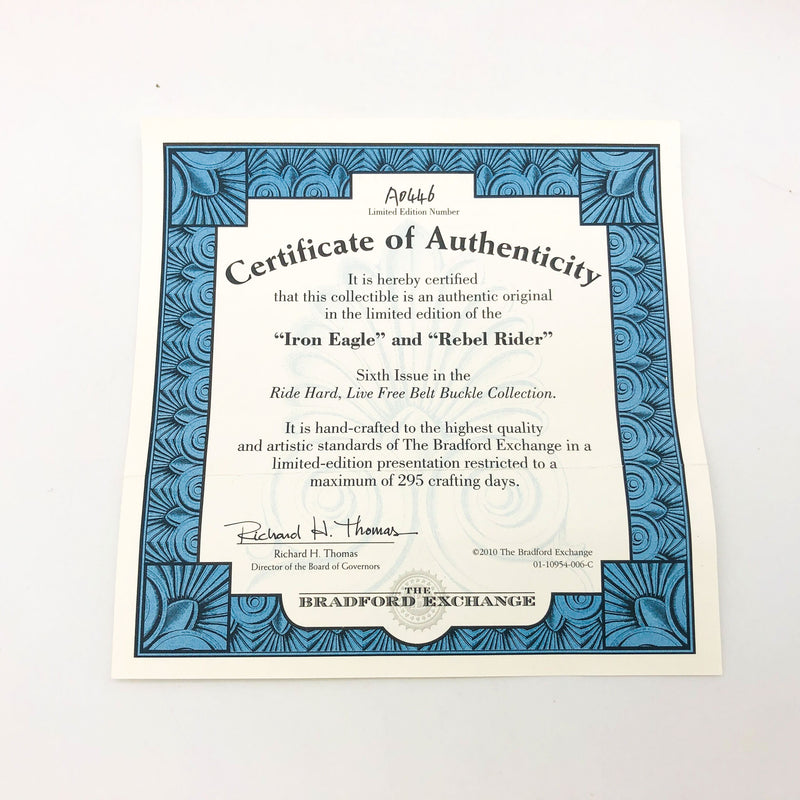 A0446
Limited Edition Number
Certificate of Authenticity
It is hereby certified
that this collectible is an authentic original
in the limited edition of the
“Iron Eagle” and “Rebel Rider”
Sixth Issue in the
Ride Hard, Live Free Belt Buckle Collection.
It is hand-crafted to the highest quality
and artistic standards of The Bradford Exchange in a
limited-edition presentation restricted to a
maximum of 295 crafting days.
Richard H. Thomas
Richard H. Thomas
Director of the Board of Governors
©2010 The Bradford Exchange
01-10954-006-C
THE
BRADFORD EXCHANGE